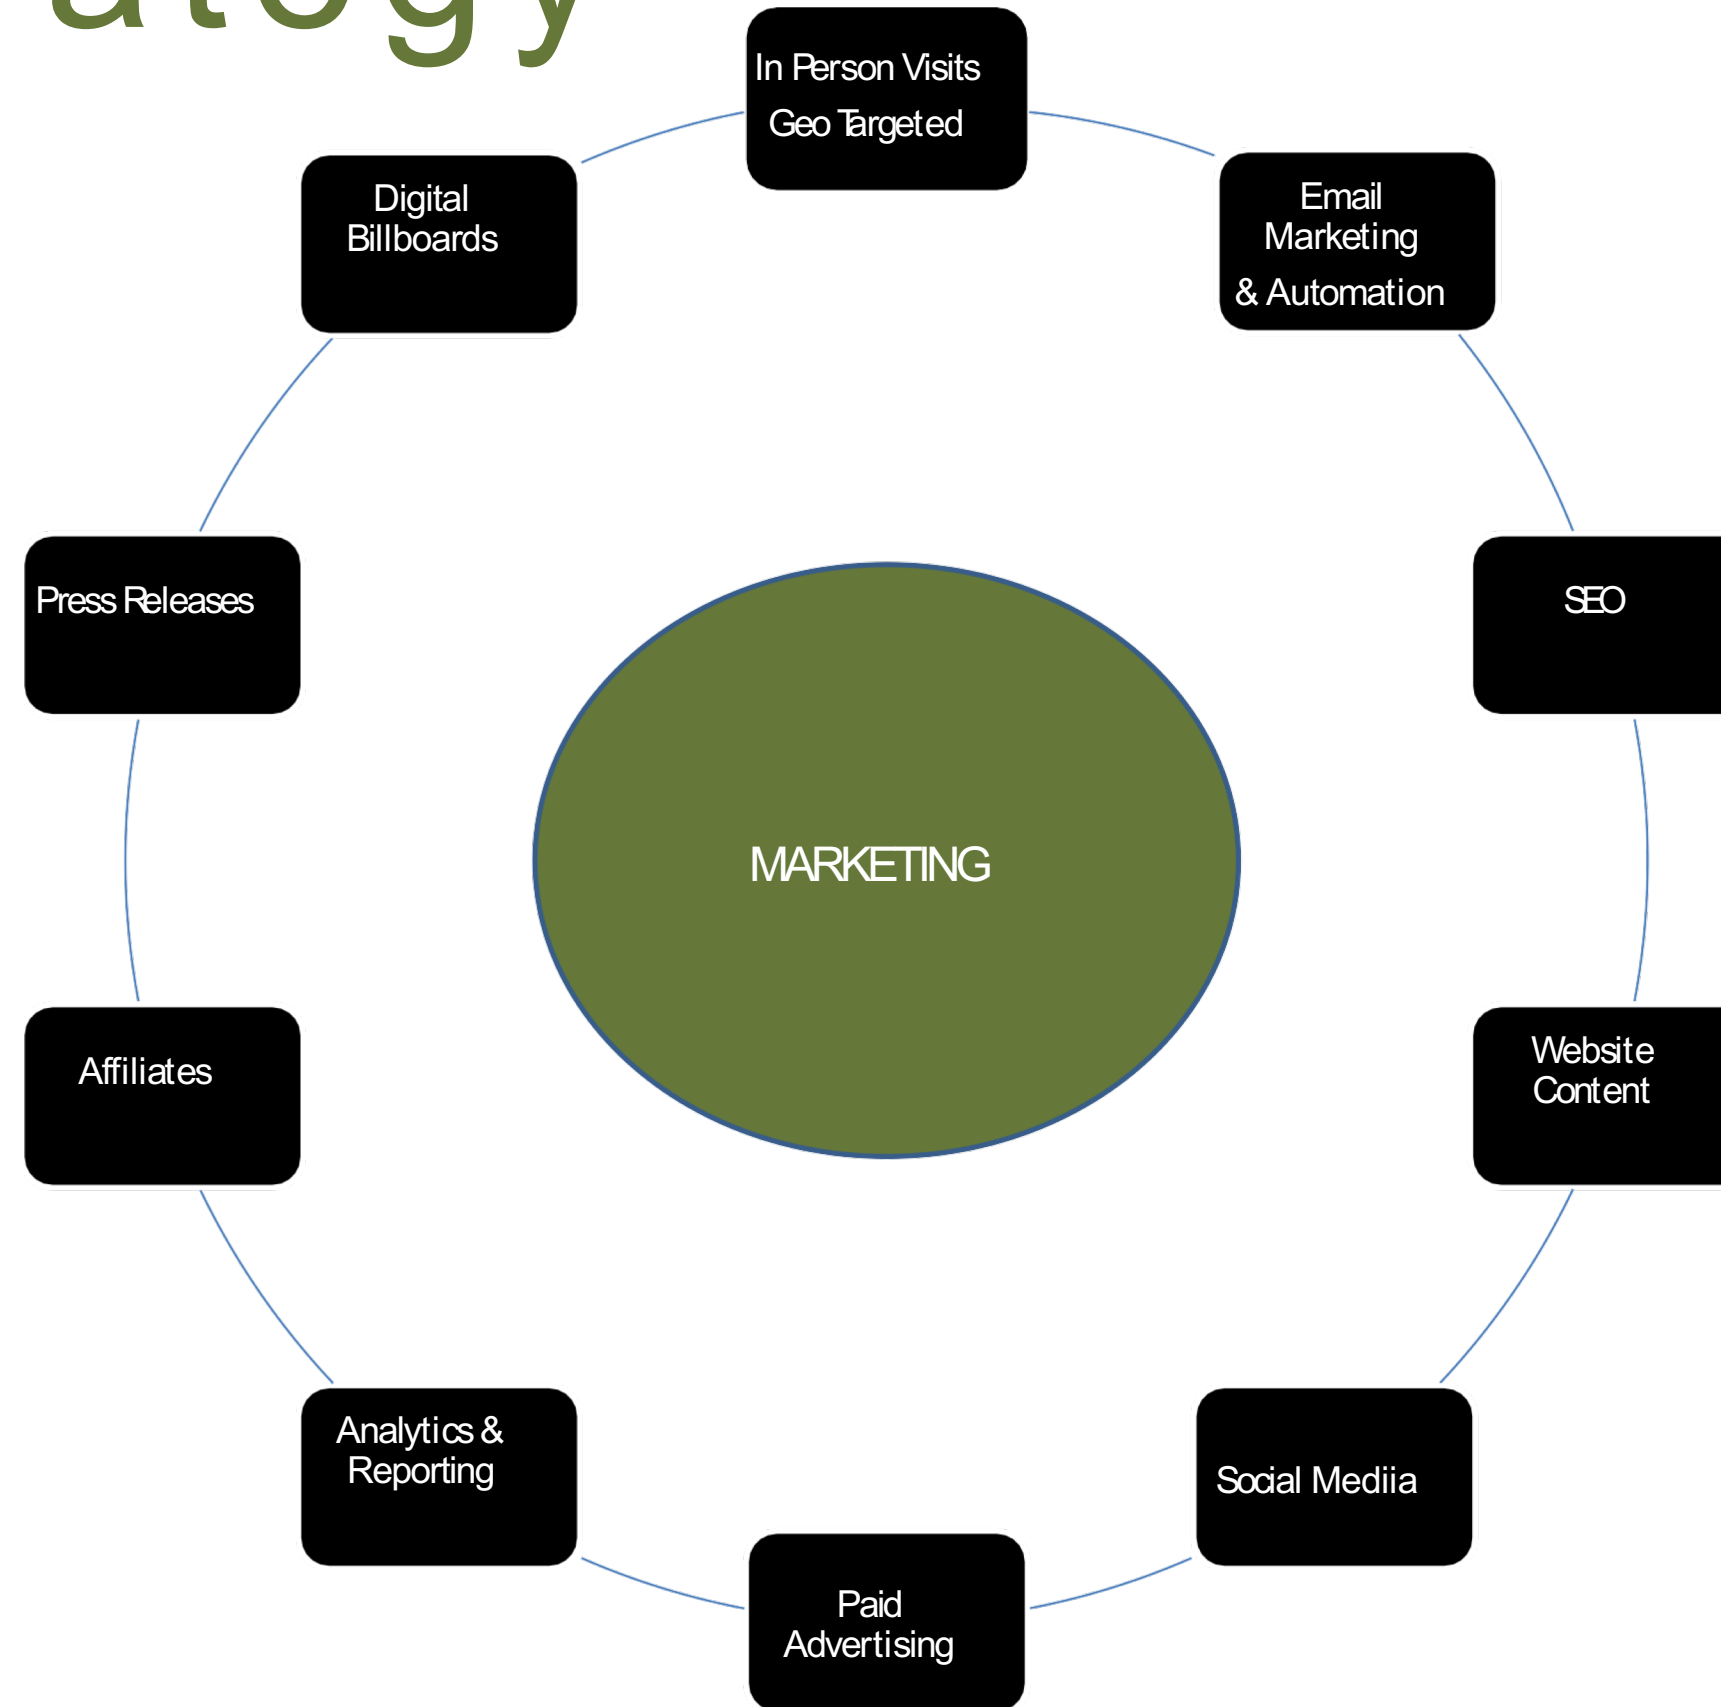 ategy
In Person Visits
Geo Targeted
Email
Marketing
& Automation
SEO
Website
Content
Social Mediia
Paid
Advertising
Analytics &
Reporting
Affiliates
Press Releases
Digital
Billboards
MARKETING